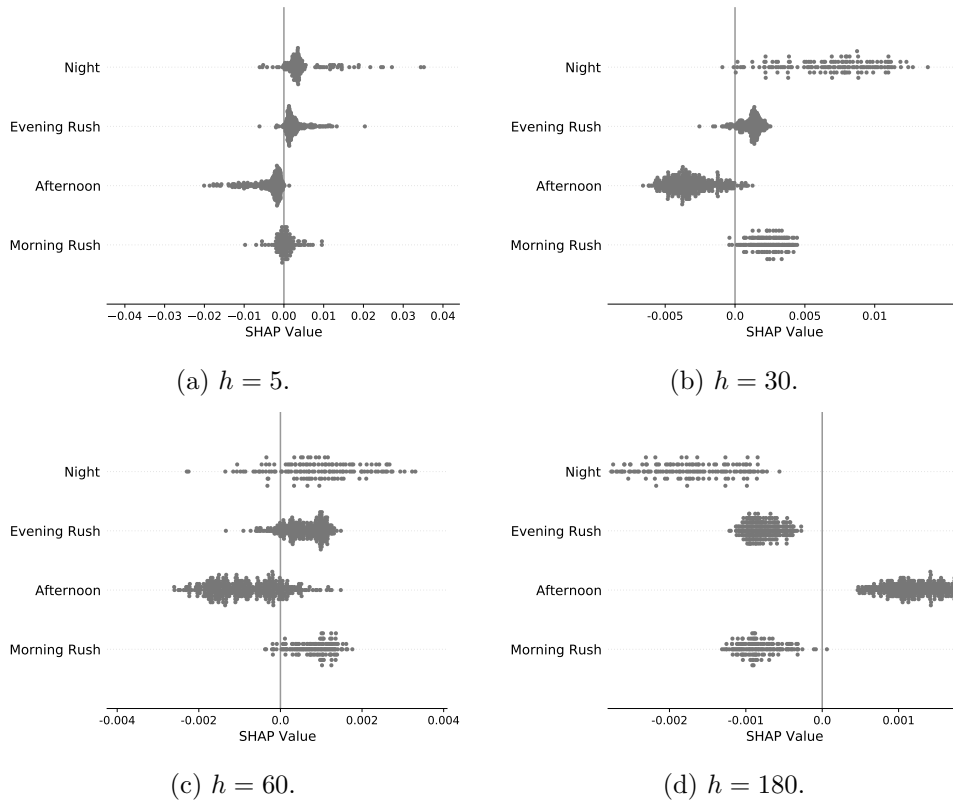 Night
Evening Rush
Afternoon
Morning Rush
−0.04 −0.03 −0.02 −0.01 0.00 0.01 0.02 0.03 0.04
SHAP Value
(a) h = 5.
Night
Evening Rush
Afternoon
Morning Rush
-0.005 0.0 0.005 0.01
SHAP Value
(b) h = 30.
Night
Evening Rush
Afternoon
Morning Rush
-0.004 -0.002 0.0 0.002 0.004
SHAP Value
(c) h = 60.
Night
Evening Rush
Afternoon
Morning Rush
-0.002 -0.001 0.0 0.001
SHAP Value
(d) h = 180.